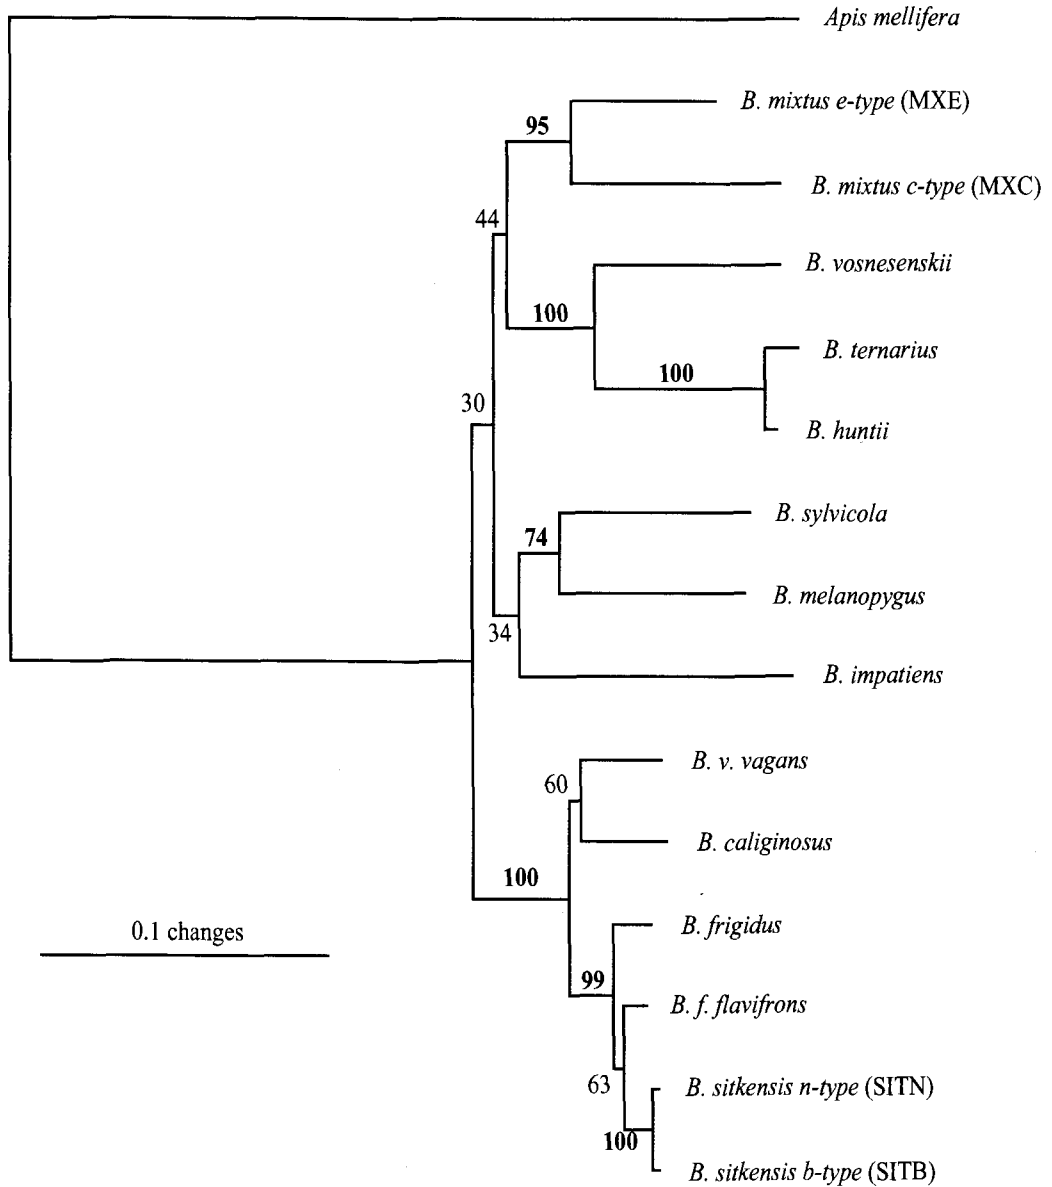 Apis mellifera
B. mixtus e-type (MXE)
95
B. mixtus c-type (MXC)
44
B. vosnesenskii
100
B. ternarius
100
30
B. huntii
B. sylvicola
74
B. melanopygus
34
B. impatiens
B. v. vagans
60
B. caliginosus
100
B. frigidus
0.1 changes
99
B. f. flavifrons
63
B. sitkensis n-type (SITN)
100
B. sitkensis b-type (SITB)